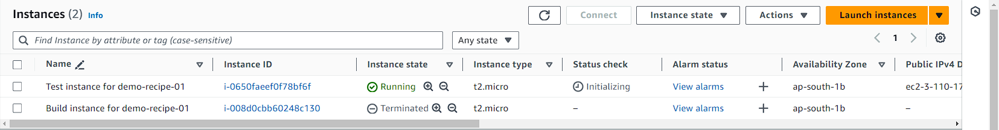 Instances (2) Info Connect Instance state Actions Launch instances
Find Instance by attribute or tag (case-sensitive) Any state 1
Name Instance ID Instance state Instance type Status check Alarm status Availability Zone Public IPv4 D
Test instance for demo-recipe-01 i-0650faeef0f78bf6f Running t2.micro Initializing View alarms + ap-south-1b ec2-3-110-17
Build instance for demo-recipe-01 i-008d0cbb60248c130 Terminated t2.micro – View alarms + ap-south-1b –